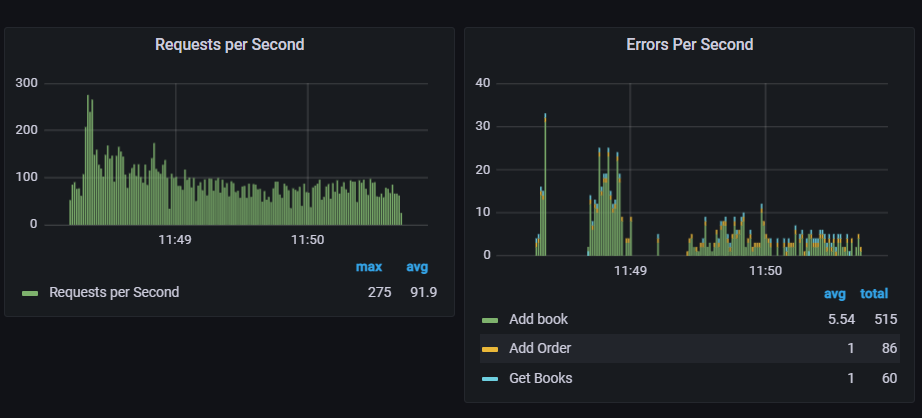 Requests per Second
300
200
100
0
11:49 11:50
max avg
Requests per Second 275 91.9
Errors Per Second
40
30
20
10
0
11:49 11:50
avg total
Add book 5.54 515
Add Order 1 86
Get Books 1 60